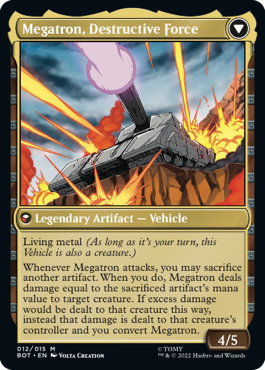 Megatron, Destructive Force
Legendary Artifact — Vehicle
Living metal (As long as it's your turn, this
Vehicle is also a creature.)
Whenever Megatron attacks, you may sacrifice
another artifact. When you do, Megatron deals
damage equal to the sacrificed artifact's mana
value to target creature. If excess damage
would be dealt to that creature this way,
instead that damage is dealt to that creature's
controller and you convert Megatron.
4/5
012/015 M
BOT • EN VOLTA CREATION
©TOMY
™ & © 2022 Hasbro and Wizards